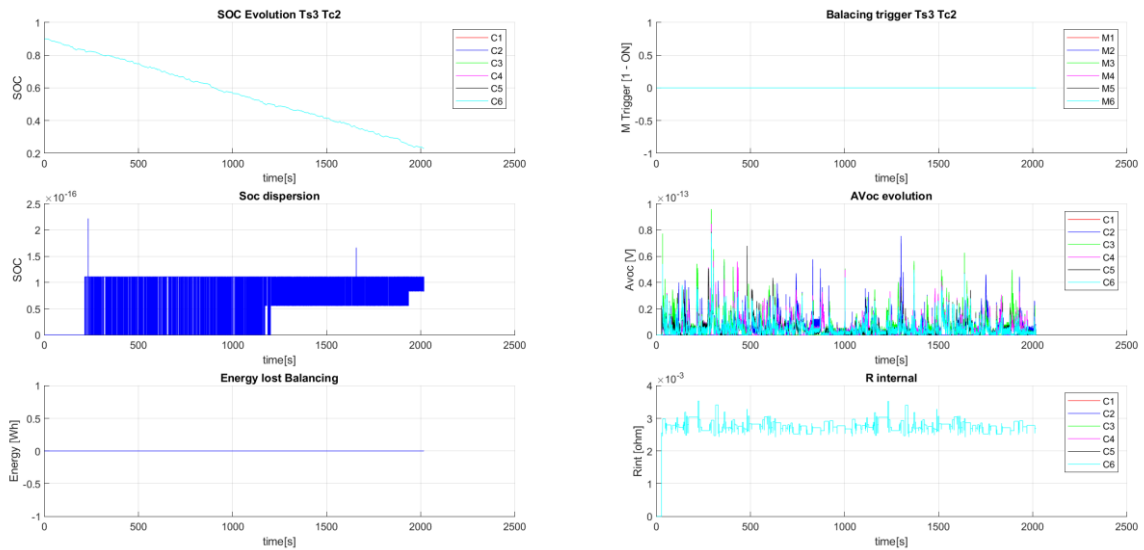 SOC Evolution Ts3 Tc2
1
0.8
0.6
0.4
0.2
SOC
0 500 1000 1500 2000 2500
time[s]
C1
C2
C3
C4
C5
C6
Balacing trigger Ts3 Tc2
1
0.5
0
-0.5
-1
M Trigger [1 - ON]
0 500 1000 1500 2000 2500
time[s]
M1
M2
M3
M4
M5
M6
Soc dispersion
×10-16
2.5
2
1.5
1
0.5
0
SOC
0 500 1000 1500 2000 2500
time[s]
AVoc evolution
×10-13
1
0.8
0.6
0.4
0.2
0
Avoc [V]
0 500 1000 1500 2000 2500
time[s]
C1
C2
C3
C4
C5
C6
Energy lost Balancing
1
0.5
0
-0.5
-1
Energy [Wh]
0 500 1000 1500 2000 2500
time[s]
R internal
×10-3
4
3
2
1
0
Rint [ohm]
0 500 1000 1500 2000 2500
time[s]
C1
C2
C3
C4
C5
C6